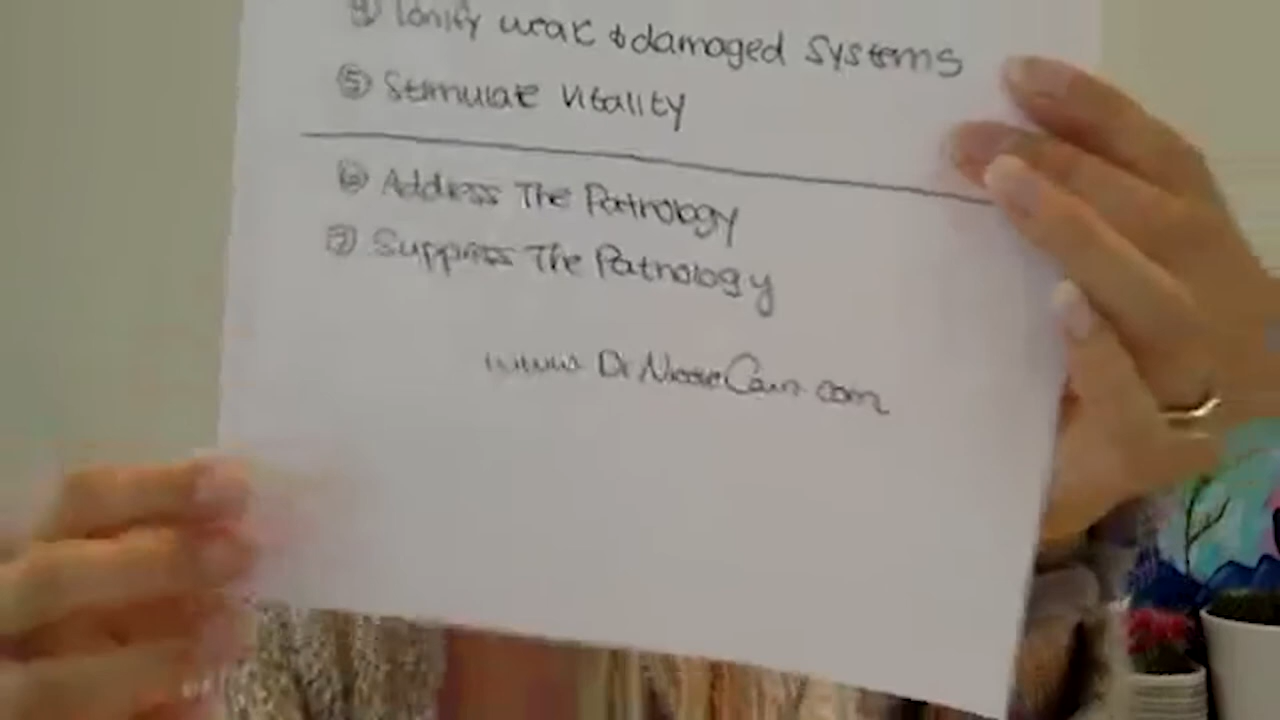 ④ Tonify weak & damaged systems
⑤ Stimulate Vitality
⑥ Address The Pathology
⑦ Suppress The Pathology
www.DrNicoleCain.com